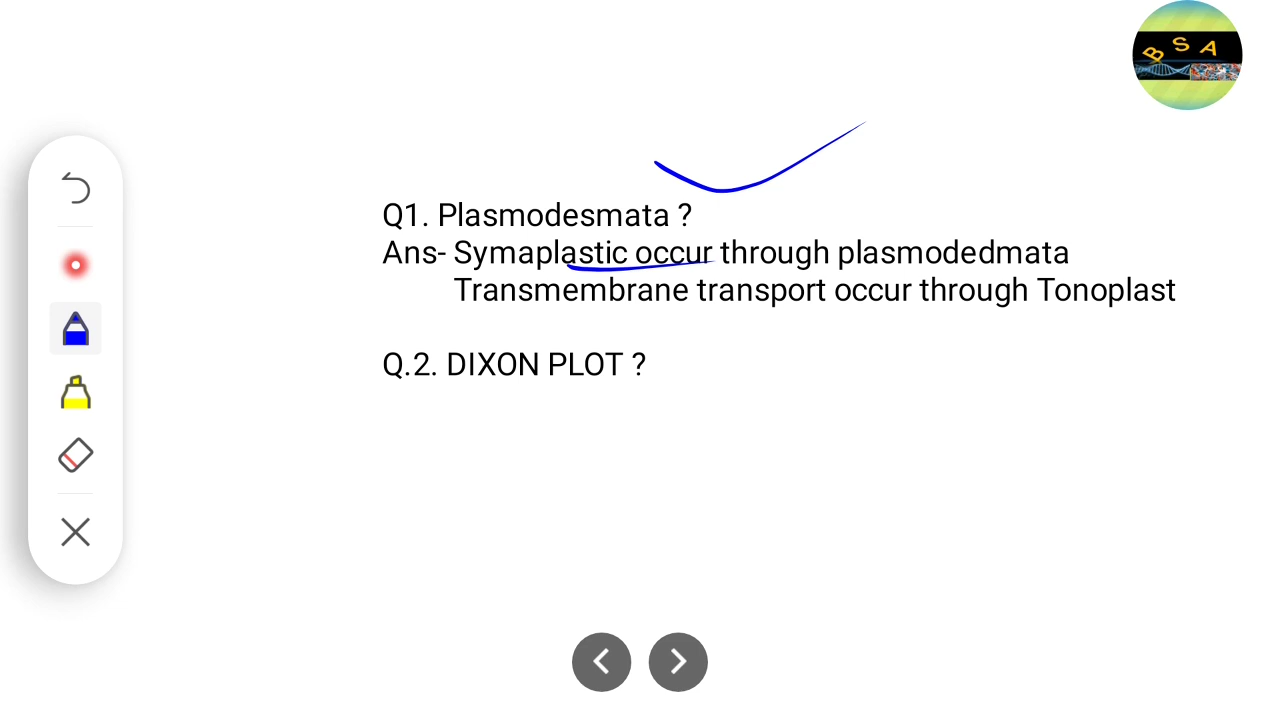 B S A
Q1. Plasmodesmata ?
Ans- Symaplastic occur through plasmodedmata
Transmembrane transport occur through Tonoplast
Q.2. DIXON PLOT ?